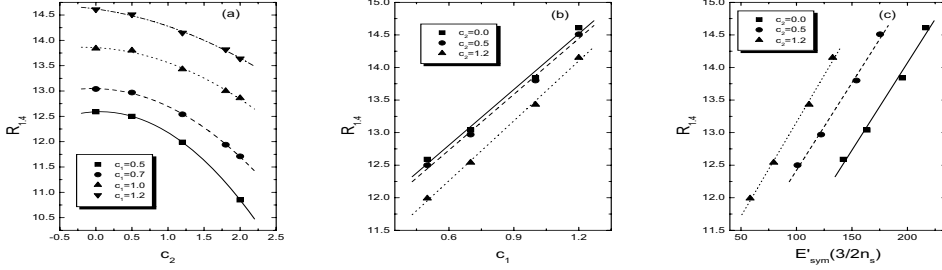 (a)
R1.4
15.0
14.5
14.0
13.5
13.0
12.5
12.0
11.5
11.0
10.5
c1=0.5
c1=0.7
c1=1.0
c1=1.2
-0.5 0.0 0.5 1.0 1.5 2.0 2.5
c2
(b)
R1.4
15.0
14.5
14.0
13.5
13.0
12.5
12.0
11.5
c2=0.0
c2=0.5
c2=1.2
0.3 0.6 0.9 1.2
c1
(c)
R1.4
15.0
14.5
14.0
13.5
13.0
12.5
12.0
11.5
c2=0.0
c2=0.5
c2=1.2
50 100 150 200
E'sym(3/2ns)